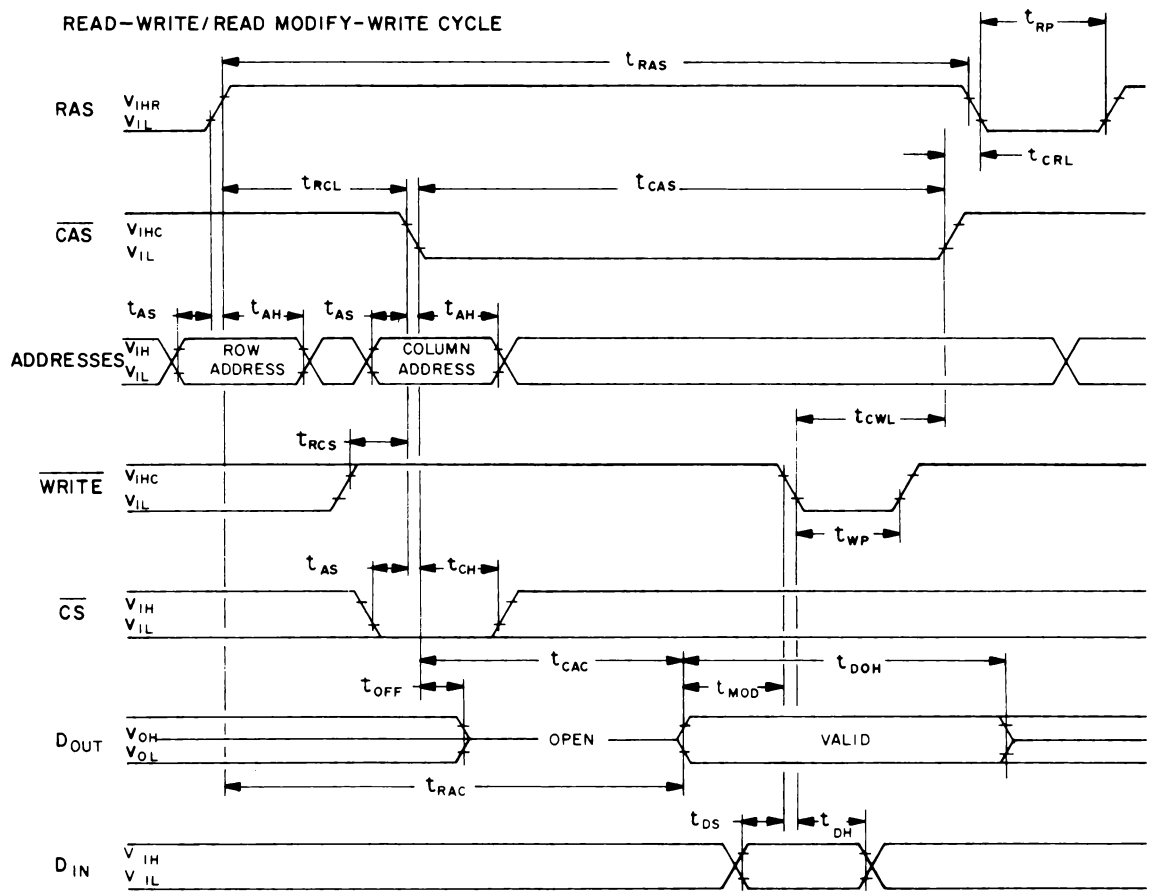 READ-WRITE/READ MODIFY-WRITE CYCLE
tRP
tRAS
RAS
VIHR
VIL
tCRL
tRCL
tCAS
CAS
VIHC
VIL
tAS
tAH
tAS
tAH
ADDRESSES
VIH
VIL
ROW
ADDRESS
COLUMN
ADDRESS
tCWL
tRCS
WRITE
VIHC
VIL
tWP
tAS
tCH
CS
VIH
VIL
tCAC
tDOH
tOFF
tMOD
DOUT
VOH
VOL
OPEN
VALID
tRAC
tDS
tDH
DIN
VIH
VIL